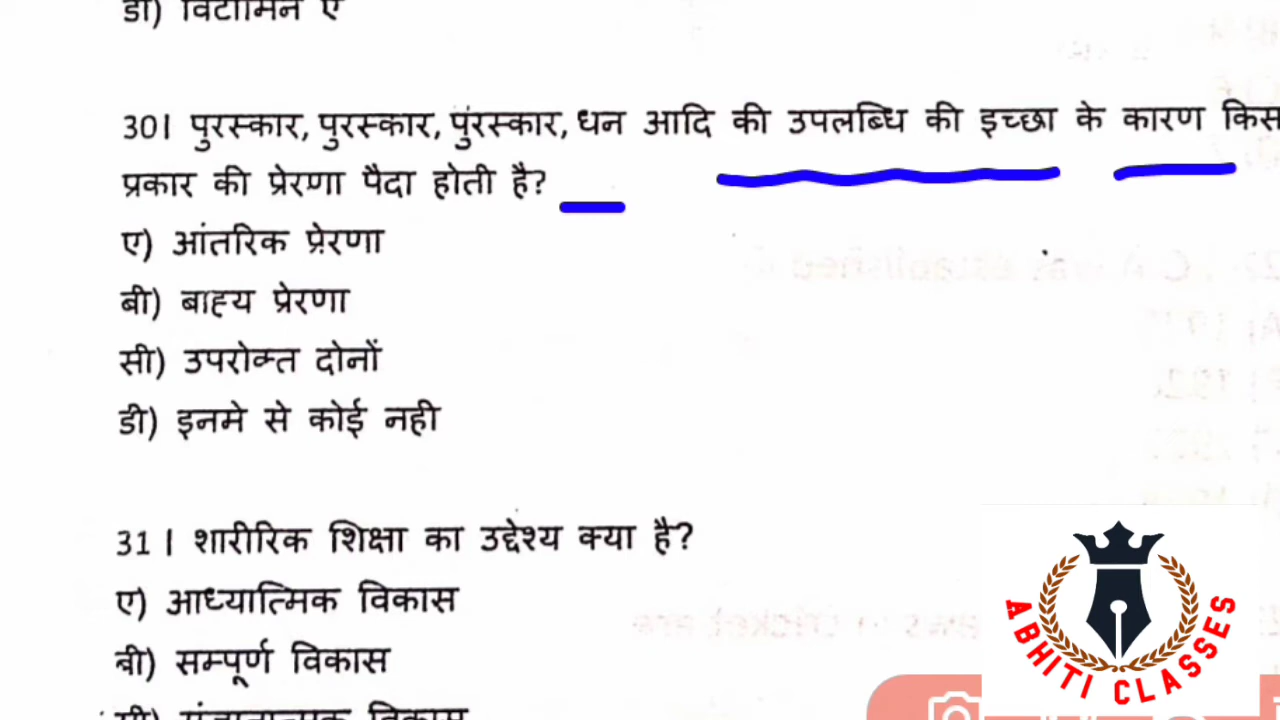 डी) विटामिन ए
30। पुरस्कार, पुरस्कार, पुरस्कार, धन आदि की उपलब्धि की इच्छा के कारण किस
प्रकार की प्रेरणा पैदा होती है?
ए) आंतरिक प्रेरणा
बी) बाह्य प्रेरणा
सी) उपरोक्त दोनों
डी) इनमे से कोई नही
31। शारीरिक शिक्षा का उद्देश्य क्या है?
ए) आध्यात्मिक विकास
बी) सम्पूर्ण विकास
विकास
ABHITI CLASSES